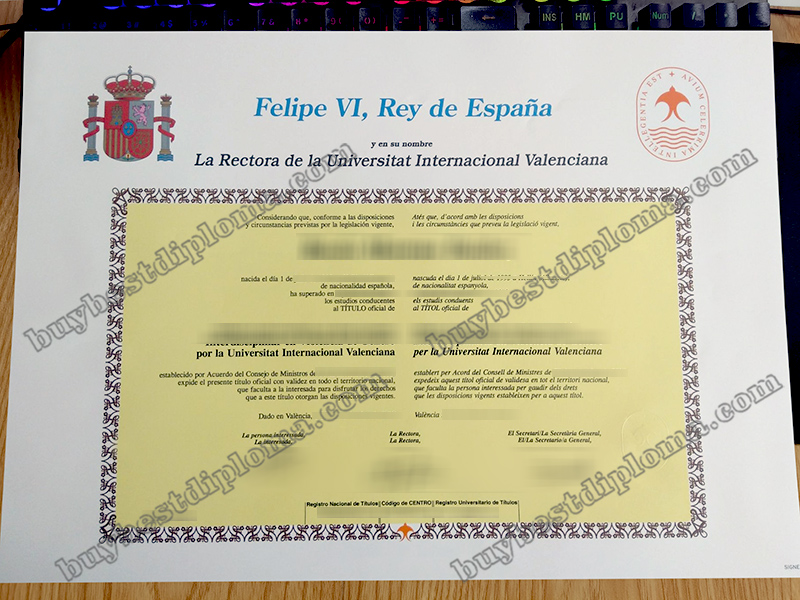 INS HM PU Num /
Felipe VI, Rey de España
y en su nombre
La Rectora de la Universitat Internacional Valenciana
INTELLEGENTIA EST ✦ AVIUM CELERRIMA
Considerando que, conforme a las disposiciones
y circunstancias previstas por la legislación vigente,
Atés que, d'acord amb les disposicions
i les circumstàncies que preveu la legislació vigent,
nacida el día 1 de
de nacionalidad española,
ha superado en
los estudios conducentes
al TÍTULO oficial de
nascuda el dia 1 de juliol de
de nacionalitat espanyola,
els estudis conduents
al TÍTOL oficial de
por la Universitat Internacional Valenciana
per la Universitat Internacional Valenciana
establecido por Acuerdo del Consejo de Ministros de
expide el presente título oficial con validez en todo el territorio nacional,
que faculta a la interesada para disfrutar los derechos
que a este título otorgan las disposiciones vigentes.
establert per Acord del Consell de Ministres de
expedeix aquest títol oficial de validesa en tot el territori nacional,
que faculta la persona interessada per gaudir dels drets
que les disposicions vigents estableixen per a aquest títol.
Dado en València,
València
La persona interessada,
La interesada,
La Rectora,
La Rectora,
El Secretari/La Secretària General,
El/La Secretario/a General,
Registro Nacional de Títulos Código de CENTRO Registro Universitario de Títulos
buybestdiploma.com
buybestdiploma.com
buybestdiploma.com
buybestdiploma.com